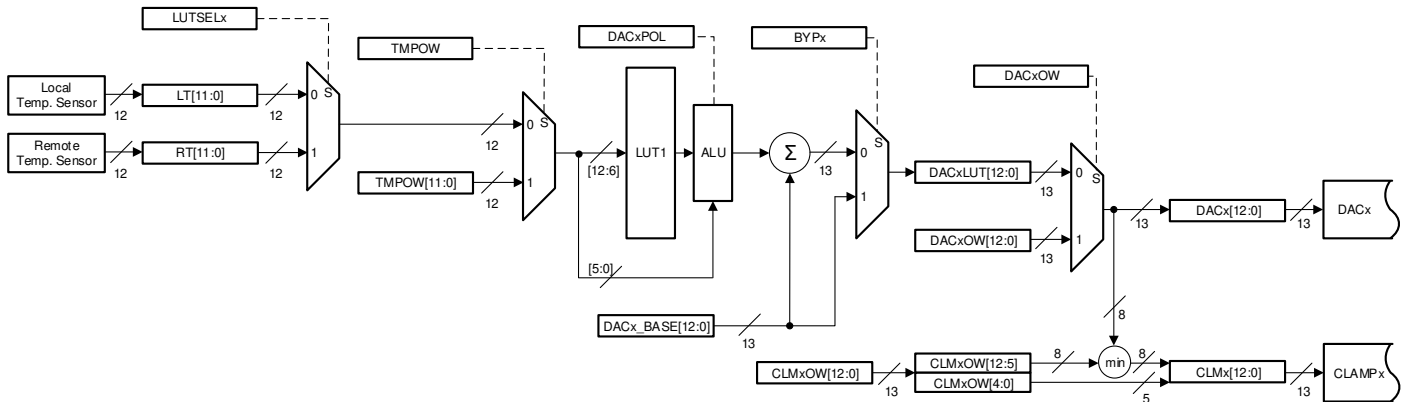 LUTSELx
TMPOW
DACxPOL
BYPx
DACxOW
Local
Temp. Sensor
12
LT[11:0]
12
0
S
Remote
Temp. Sensor
12
RT[11:0]
12
1
12
0
S
TMPOW[11:0]
12
1
[12:6]
LUT1
ALU
[5:0]
Σ
13
0
S
1
DACx_BASE[12:0]
13
DACxLUT[12:0]
13
0
S
DACxOW[12:0]
13
1
13
DACx[12:0]
13
DACx
8
CLMxOW[12:0]
13
CLMxOW[12:5]
CLMxOW[4:0]
8
min
8
5
CLMx[12:0]
13
CLAMPx